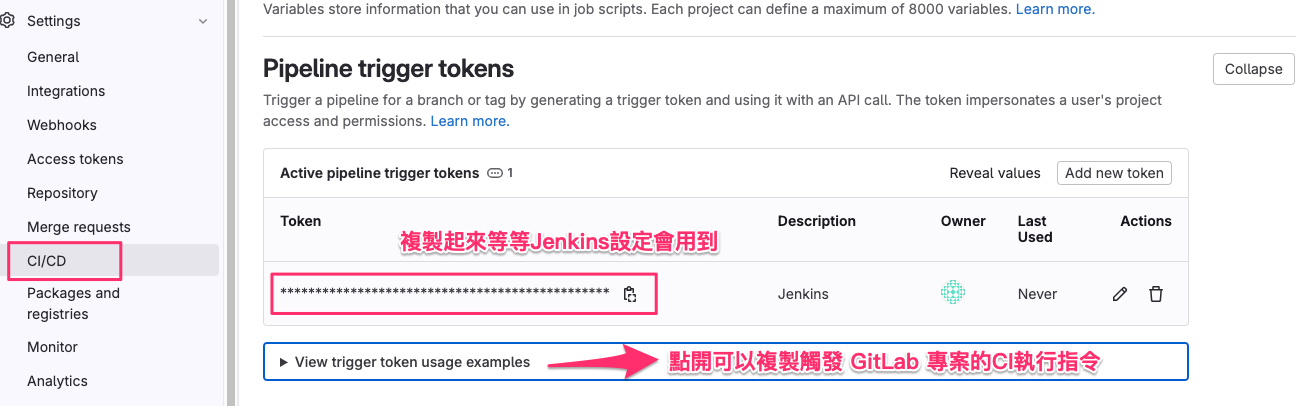 Variables store information that you can use in job scripts. Each project can define a maximum of 8000 variables. Learn more.
Settings
General
Integrations
Webhooks
Access tokens
Repository
Merge requests
CI/CD
Packages and
registries
Monitor
Analytics
Pipeline trigger tokens
Collapse
Trigger a pipeline for a branch or tag by generating a trigger token and using it with an API call. The token impersonates a user's project
access and permissions. Learn more.
Active pipeline trigger tokens 1
Reveal values
Add new token
Token
Description
Owner
Last
Used
Actions
複製起來等等Jenkins設定會用到
***********************************************
Jenkins
Never
View trigger token usage examples
點開可以複製觸發 GitLab 專案的CI執行指令